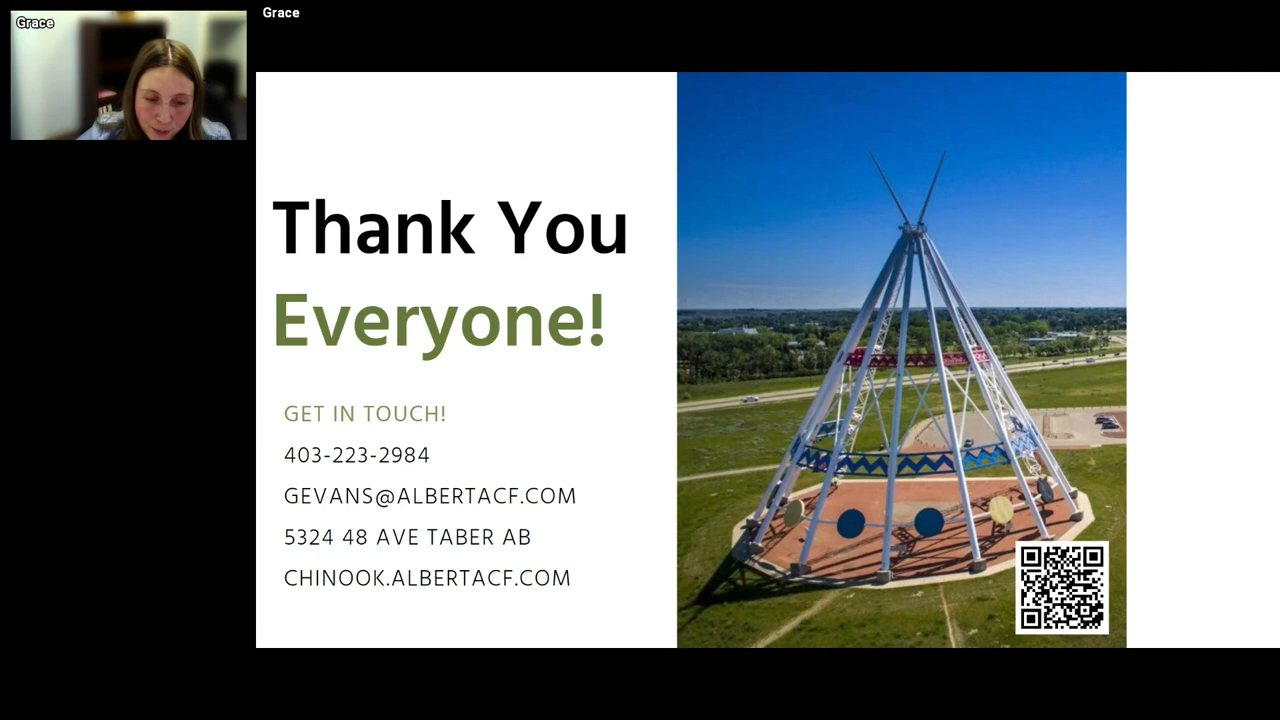 Grace
Grace
Thank You
Everyone!
GET IN TOUCH!
403-223-2984
GEVANS@ALBERTACF.COM
5324 48 AVE TABER AB
CHINOOK.ALBERTACF.COM